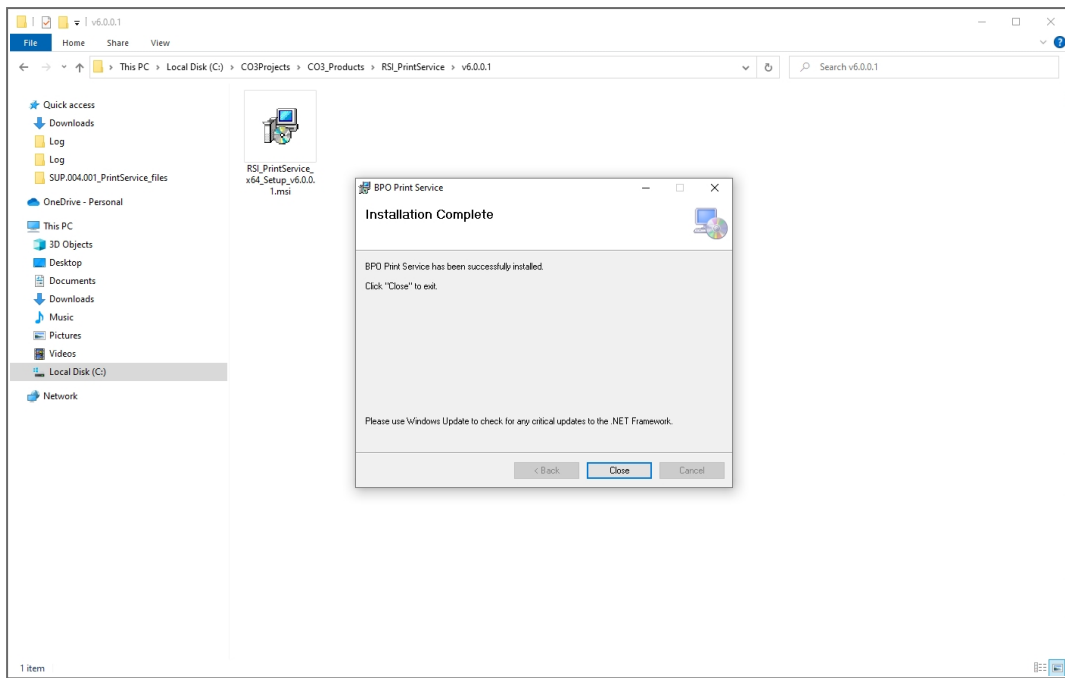 v6.0.0.1
File Home Share View
This PC > Local Disk (C:) > CO3Projects > CO3_Products > RSI_PrintService > v6.0.0.1
Search v6.0.0.1
Quick access
Downloads
Log
Log
SUP.004.001_PrintService_files
OneDrive - Personal
This PC
3D Objects
Desktop
Documents
Downloads
Music
Pictures
Videos
Local Disk (C:)
Network
RSI_PrintService_
x64_Setup_v6.0.0.
1.msi
BPO Print Service
Installation Complete
BPO Print Service has been successfully installed.
Click "Close" to exit.
Please use Windows Update to check for any critical updates to the .NET Framework.
< Back Close Cancel
1 item